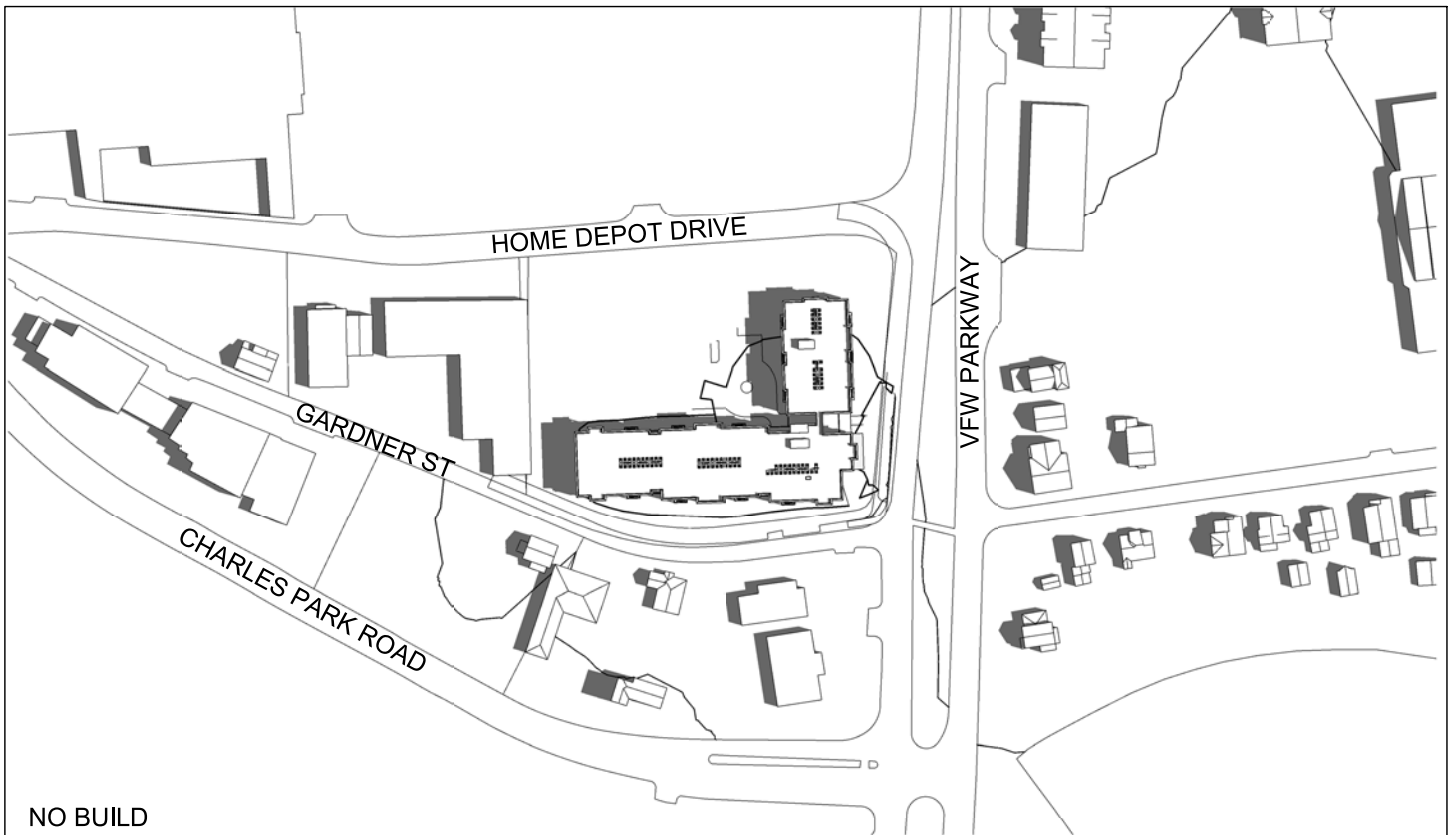 HOME DEPOT DRIVE
VFW PARKWAY
GARDNER ST
CHARLES PARK ROAD
NO BUILD